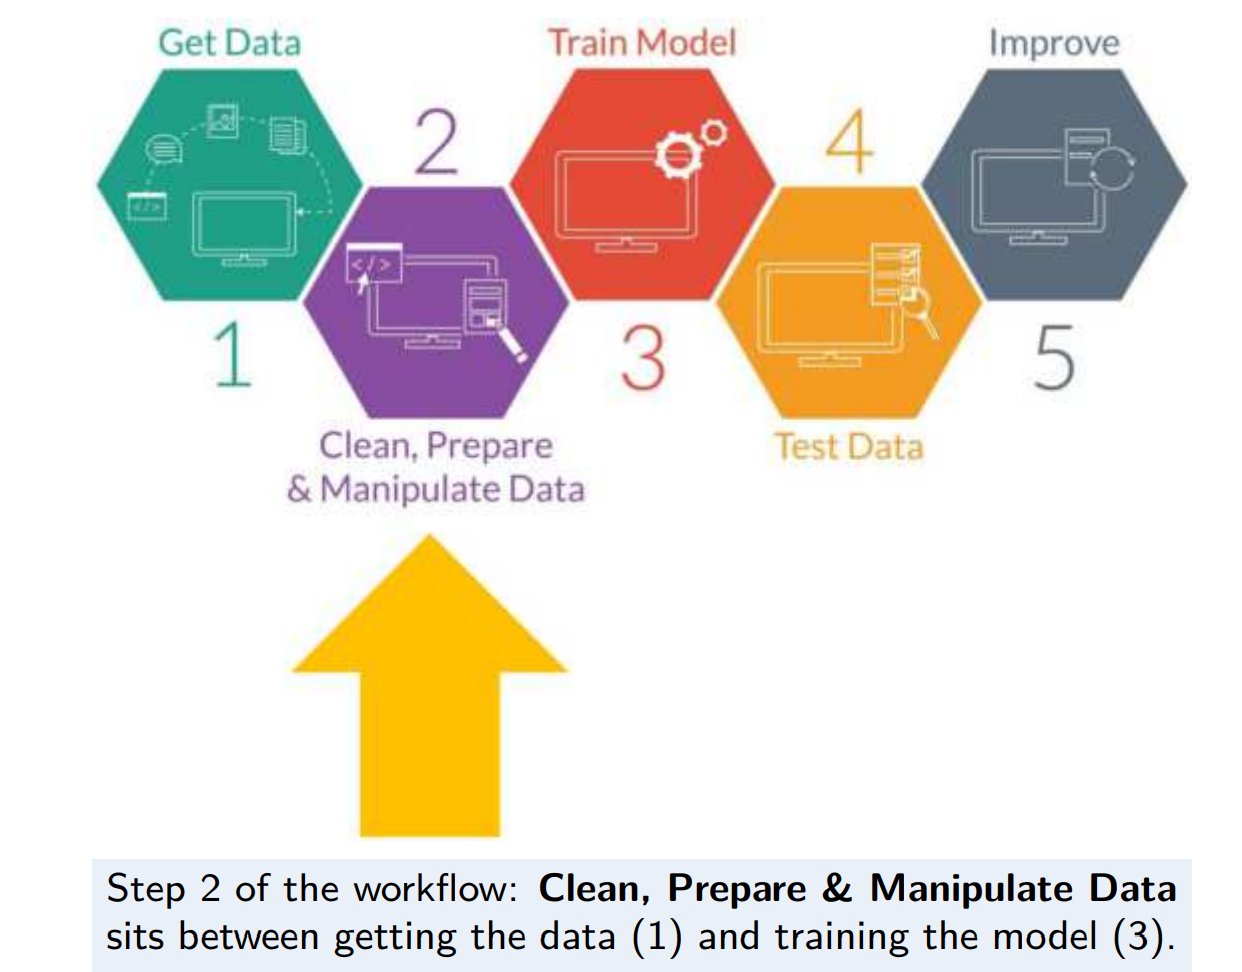 Get Data
Train Model
Improve
2
4
</>
</>
1
3
5
Clean, Prepare
& Manipulate Data
Test Data
Step 2 of the workflow: Clean, Prepare & Manipulate Data
sits between getting the data (1) and training the model (3).